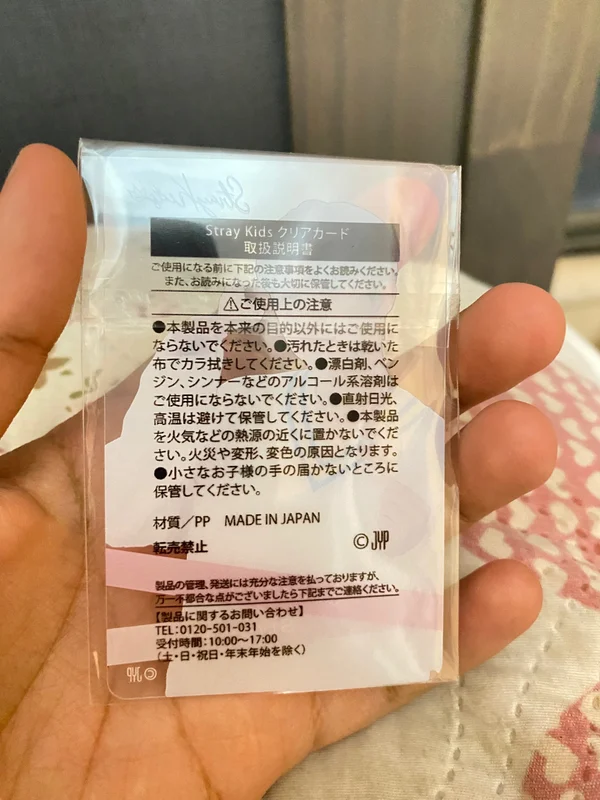 Stray Kids
Stray Kids クリアカード
取扱説明書
ご使用になる前に下記の注意事項をよくお読みください。
また、お読みになった後も大切に保管してください。
⚠ご使用上の注意
●本製品を本来の目的以外にはご使用に
ならないでください。●汚れたときは乾いた
布でカラ拭きしてください。●漂白剤、ベン
ジン、シンナーなどのアルコール系溶剤は
ご使用にならないでください。●直射日光、
高温は避けて保管してください。●本製品
を火気などの熱源の近くに置かないでくだ
さい。火災や変形、変色の原因となります。
●小さなお子様の手の届かないところに
保管してください。
材質／PP MADE IN JAPAN
転売禁止 © JYP
製品の管理、発送には充分な注意を払っておりますが、
万一不都合な点がございましたら下記までご連絡ください。
【製品に関するお問い合わせ】
TEL:0120-501-031
受付時間：10:00～17:00
（土・日・祝日・年末年始を除く）
© JYP